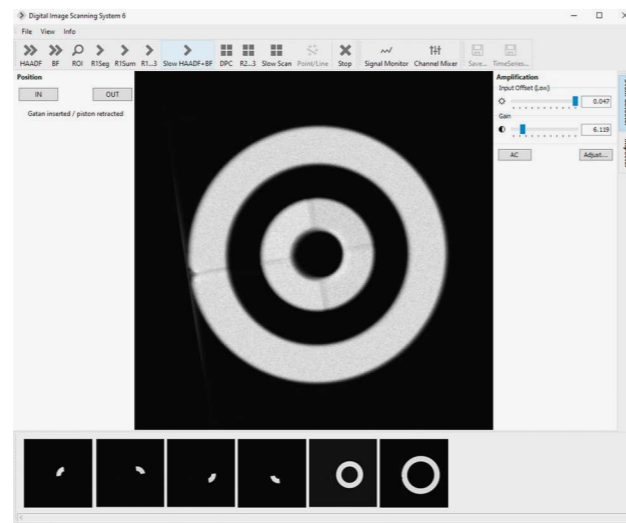 Digital Image Scanning System 6
File View Info
HAADF BF ROI R1Seg R1Sum R1...3 Slow HAADF+BF DPC R2...3 Slow Scan Point/Line Stop Signal Monitor Channel Mixer Save... TimeSeries...
Position
IN OUT
Gatan inserted / piston retracted
Amplification
Input Offset (Low)
0.047
Gain
6.119
AC Adjust...